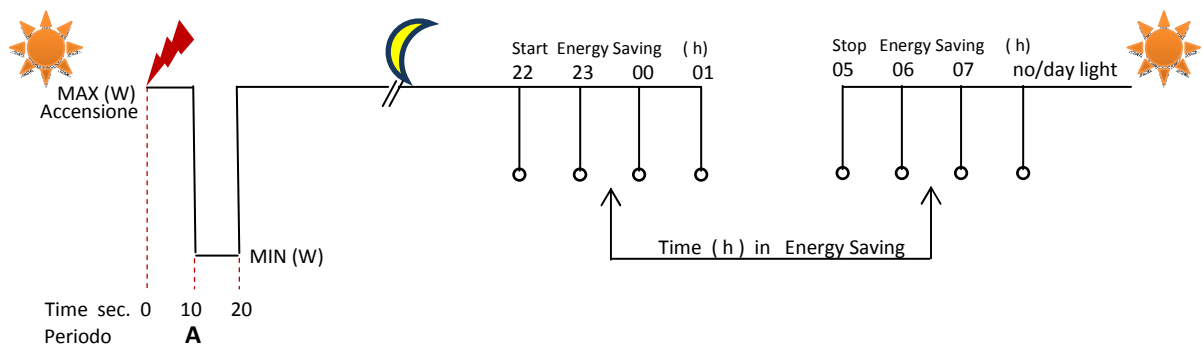 Start Energy Saving ( h )
22 23 00 01
Stop Energy Saving ( h )
05 06 07 no/day light
MAX (W)
Accensione
Time ( h ) in Energy Saving
MIN (W)
Time sec. 0 10 20
Periodo A